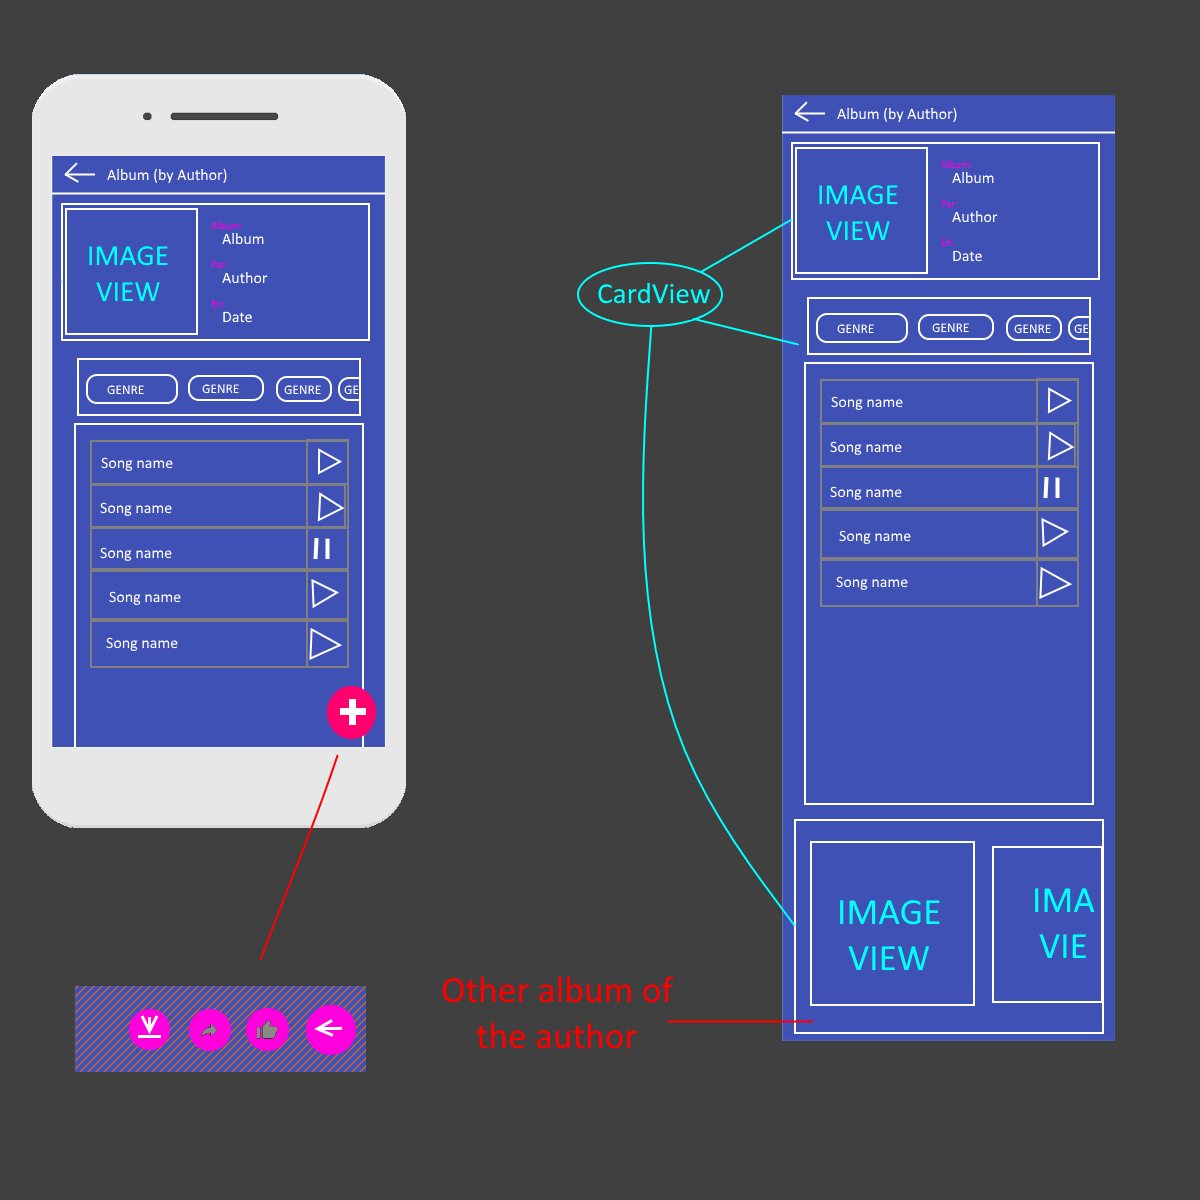 Album (by Author)
IMAGE
VIEW
Album:
Album
Par:
Author
En:
Date
GENRE
GENRE
GENRE
GE
Song name
Song name
Song name
Song name
Song name
CardView
Album (by Author)
IMAGE
VIEW
Album:
Album
Par:
Author
En:
Date
GENRE
GENRE
GENRE
GE
Song name
Song name
Song name
Song name
Song name
IMAGE
VIEW
IMA
VIE
Other album of
the author